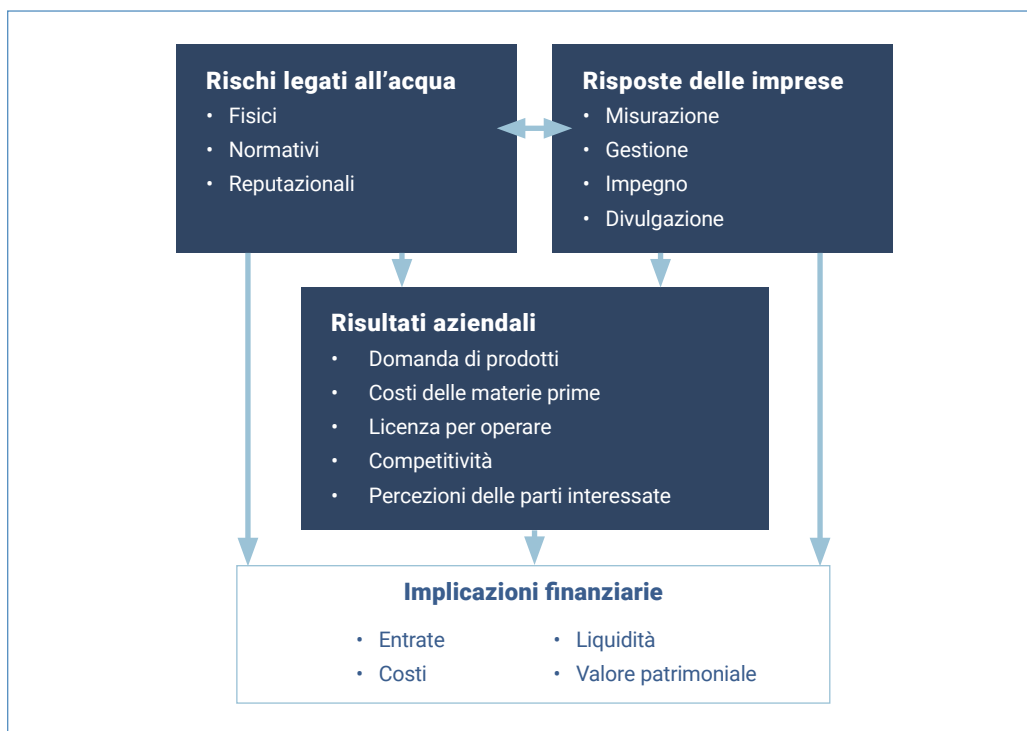 Rischi legati all’acqua
• Fisici
• Normativi
• Reputazionali
Risposte delle imprese
• Misurazione
• Gestione
• Impegno
• Divulgazione
Risultati aziendali
• Domanda di prodotti
• Costi delle materie prime
• Licenza per operare
• Competitività
• Percezioni delle parti interessate
Implicazioni finanziarie
• Entrate
• Costi
• Liquidità
• Valore patrimoniale